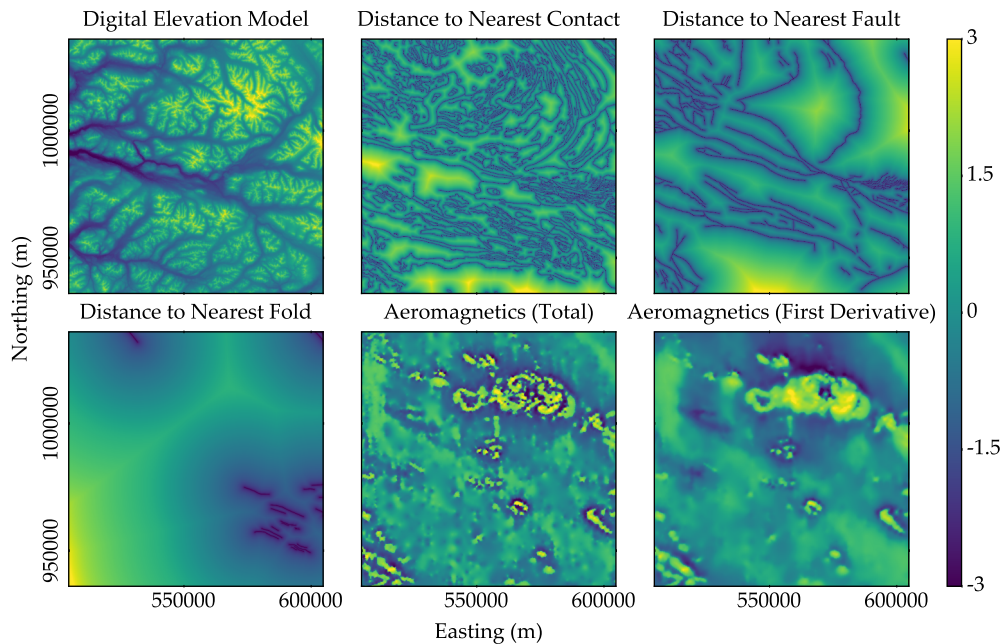 Digital Elevation Model
Distance to Nearest Contact
Distance to Nearest Fault
3
1.5
0
-1.5
-3
1000000
950000
Northing (m)
Distance to Nearest Fold
Aeromagnetics (Total)
Aeromagnetics (First Derivative)
1000000
950000
550000
600000
550000
600000
550000
600000
Easting (m)